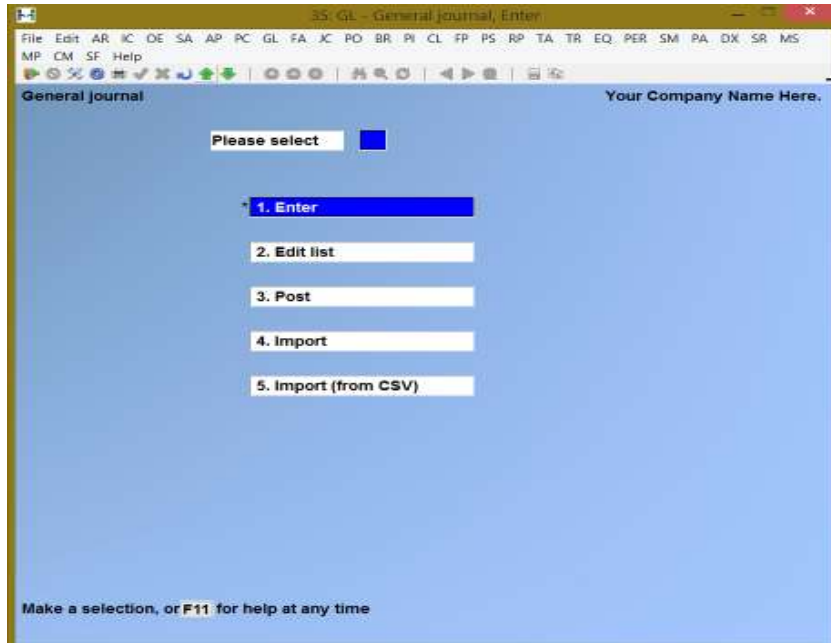 35: GL - General journal, Enter
File Edit AR IC OE SA AP PC GL FA JC PO BR PI CL FP PS RP TA TR EQ PER SM PA DX SR MS
MP CM SF Help
General journal Your Company Name Here.
Please select
* 1. Enter
2. Edit list
3. Post
4. Import
5. Import (from CSV)
Make a selection, or F11 for help at any time